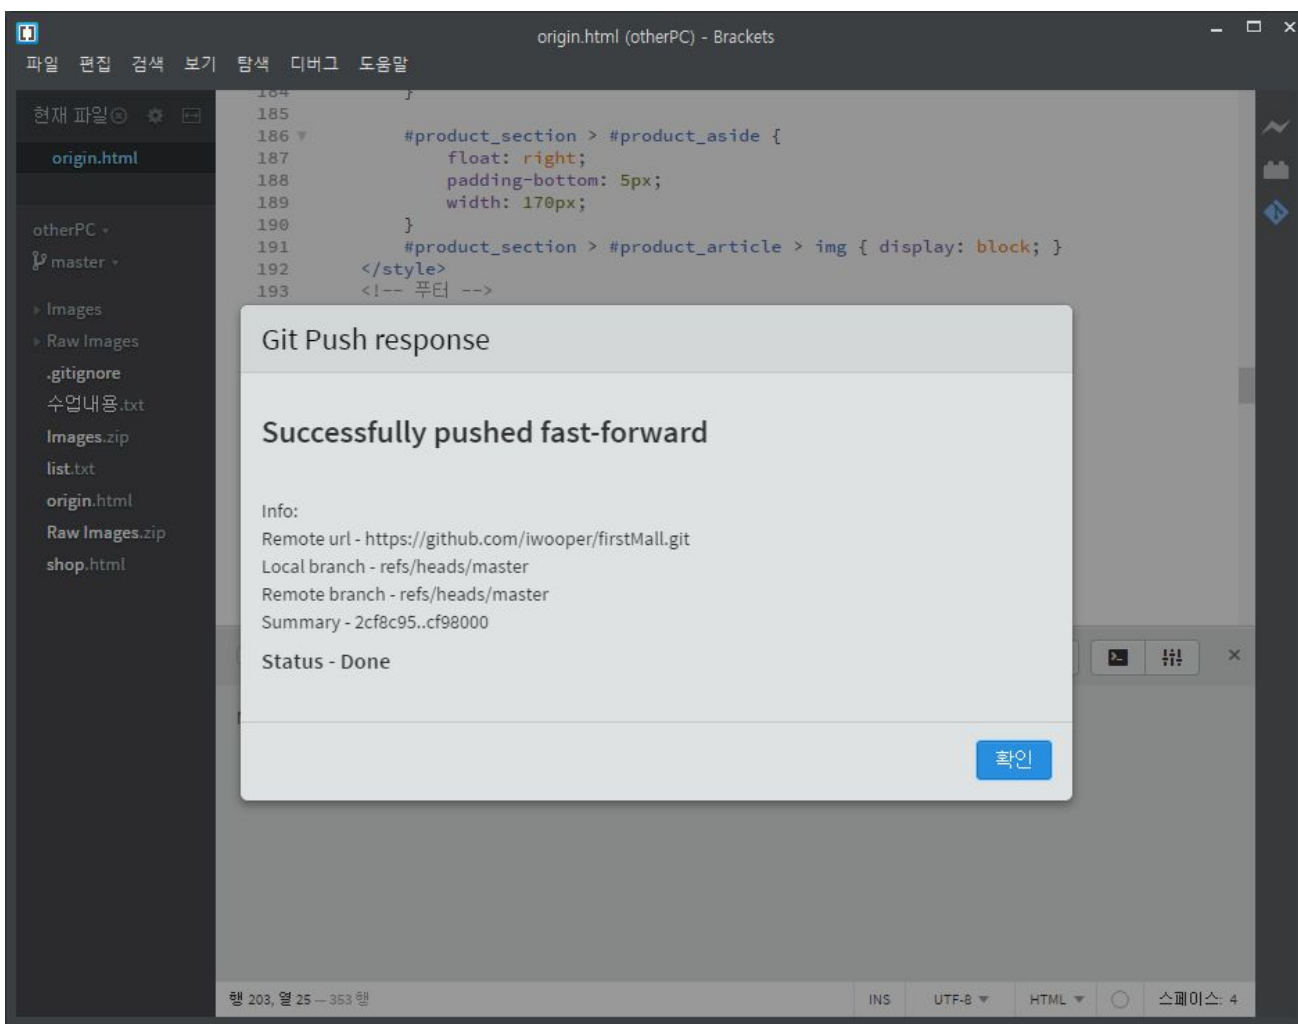 origin.html (otherPC) - Brackets
파일 편집 검색 보기 탐색 디버그 도움말
현재 파일
origin.html
otherPC
master
Images
Raw Images
.gitignore
수업내용.txt
Images.zip
list.txt
origin.html
Raw Images.zip
shop.html
184 }
185
186 #product_section > #product_aside {
187 float: right;
188 padding-bottom: 5px;
189 width: 170px;
190 }
191 #product_section > #product_article > img { display: block; }
192 </style>
193 <!-- 푸터 -->
Git Push response
Successfully pushed fast-forward
Info:
Remote url - https://github.com/iwooper/firstMall.git
Local branch - refs/heads/master
Remote branch - refs/heads/master
Summary - 2cf8c95..cf98000
Status - Done
확인
행 203, 열 25 — 353 행 INS UTF-8 HTML 스페이스: 4